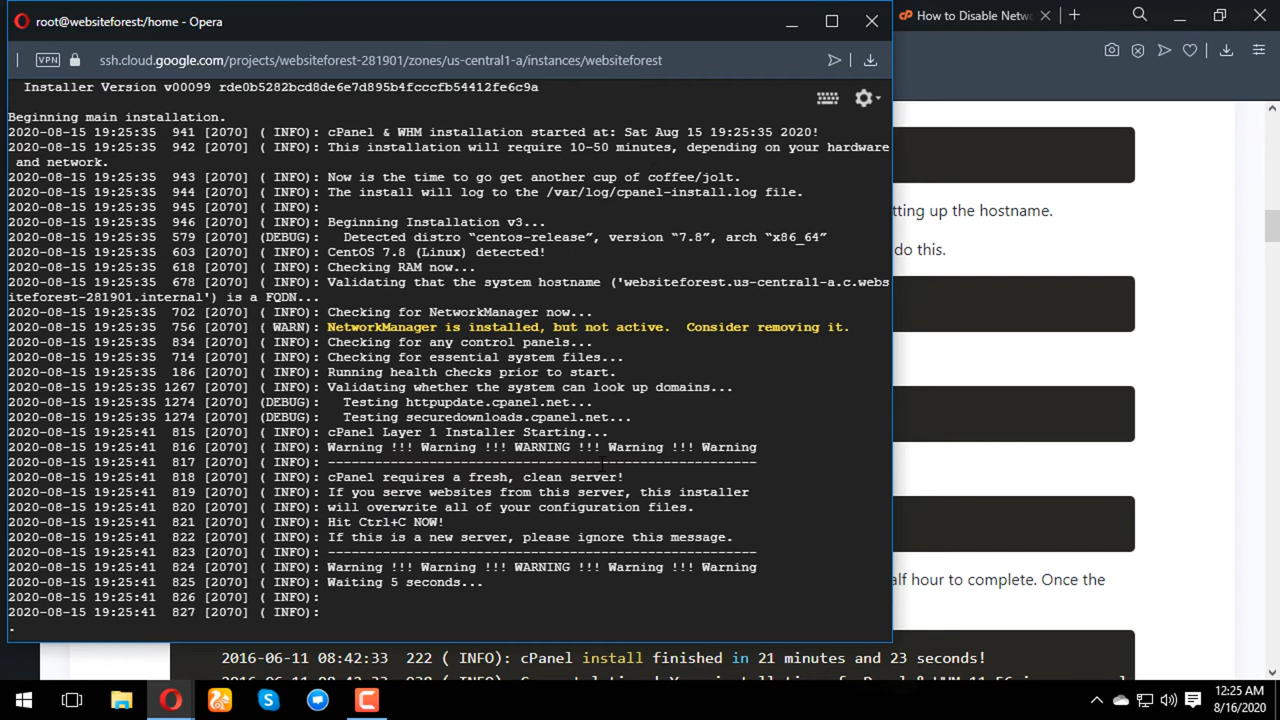 root@websiteforest:/home - Opera
How to Disable Netw
VPN
ssh.cloud.google.com/projects/websiteforest-281901/zones/us-central1-a/instances/websiteforest
Installer Version v00099 rde0b5282bcd8de6e7d895b4fcccfb54412fe6c9a
Beginning main installation.
2020-08-15 19:25:35  941 [2070] ( INFO): cPanel & WHM installation started at: Sat Aug 15 19:25:35 2020!
2020-08-15 19:25:35  942 [2070] ( INFO): This installation will require 10-50 minutes, depending on your hardware
and network.
2020-08-15 19:25:35  943 [2070] ( INFO): Now is the time to go get another cup of coffee/jolt.
2020-08-15 19:25:35  944 [2070] ( INFO): The install will log to the /var/log/cpanel-install.log file.
2020-08-15 19:25:35  945 [2070] ( INFO):
2020-08-15 19:25:35  946 [2070] ( INFO): Beginning Installation v3...
2020-08-15 19:25:35  579 [2070] (DEBUG):   Detected distro “centos-release”, version “7.8”, arch “x86_64”
2020-08-15 19:25:35  603 [2070] ( INFO): CentOS 7.8 (Linux) detected!
2020-08-15 19:25:35  618 [2070] ( INFO): Checking RAM now...
2020-08-15 19:25:35  678 [2070] ( INFO): Validating that the system hostname ('websiteforest.us-central1-a.c.webs
iteforest-281901.internal') is a FQDN...
2020-08-15 19:25:35  702 [2070] ( INFO): Checking for NetworkManager now...
2020-08-15 19:25:35  756 [2070] ( WARN): NetworkManager is installed, but not active.  Consider removing it.
2020-08-15 19:25:35  834 [2070] ( INFO): Checking for any control panels...
2020-08-15 19:25:35  714 [2070] ( INFO): Checking for essential system files...
2020-08-15 19:25:35  186 [2070] ( INFO): Running health checks prior to start.
2020-08-15 19:25:35 1267 [2070] ( INFO): Validating whether the system can look up domains...
2020-08-15 19:25:35 1274 [2070] (DEBUG):   Testing httpupdate.cpanel.net...
2020-08-15 19:25:35 1274 [2070] (DEBUG):   Testing securedownloads.cpanel.net...
2020-08-15 19:25:41  815 [2070] ( INFO): cPanel Layer 1 Installer Starting...
2020-08-15 19:25:41  816 [2070] ( INFO): Warning !!! Warning !!! WARNING !!! Warning !!! Warning
2020-08-15 19:25:41  817 [2070] ( INFO): -------------------------------------------------------
2020-08-15 19:25:41  818 [2070] ( INFO): cPanel requires a fresh, clean server!
2020-08-15 19:25:41  819 [2070] ( INFO): If you serve websites from this server, this installer
2020-08-15 19:25:41  820 [2070] ( INFO): will overwrite all of your configuration files.
2020-08-15 19:25:41  821 [2070] ( INFO): Hit Ctrl+C NOW!
2020-08-15 19:25:41  822 [2070] ( INFO): If this is a new server, please ignore this message.
2020-08-15 19:25:41  823 [2070] ( INFO): -------------------------------------------------------
2020-08-15 19:25:41  824 [2070] ( INFO): Warning !!! Warning !!! WARNING !!! Warning !!! Warning
2020-08-15 19:25:41  825 [2070] ( INFO): Waiting 5 seconds...
2020-08-15 19:25:41  826 [2070] ( INFO):
2020-08-15 19:25:41  827 [2070] ( INFO):
.
tting up the hostname.
do this.
alf hour to complete. Once the
2016-06-11 08:42:33  222 ( INFO): cPanel install finished in 21 minutes and 23 seconds!
12:25 AM
8/16/2020